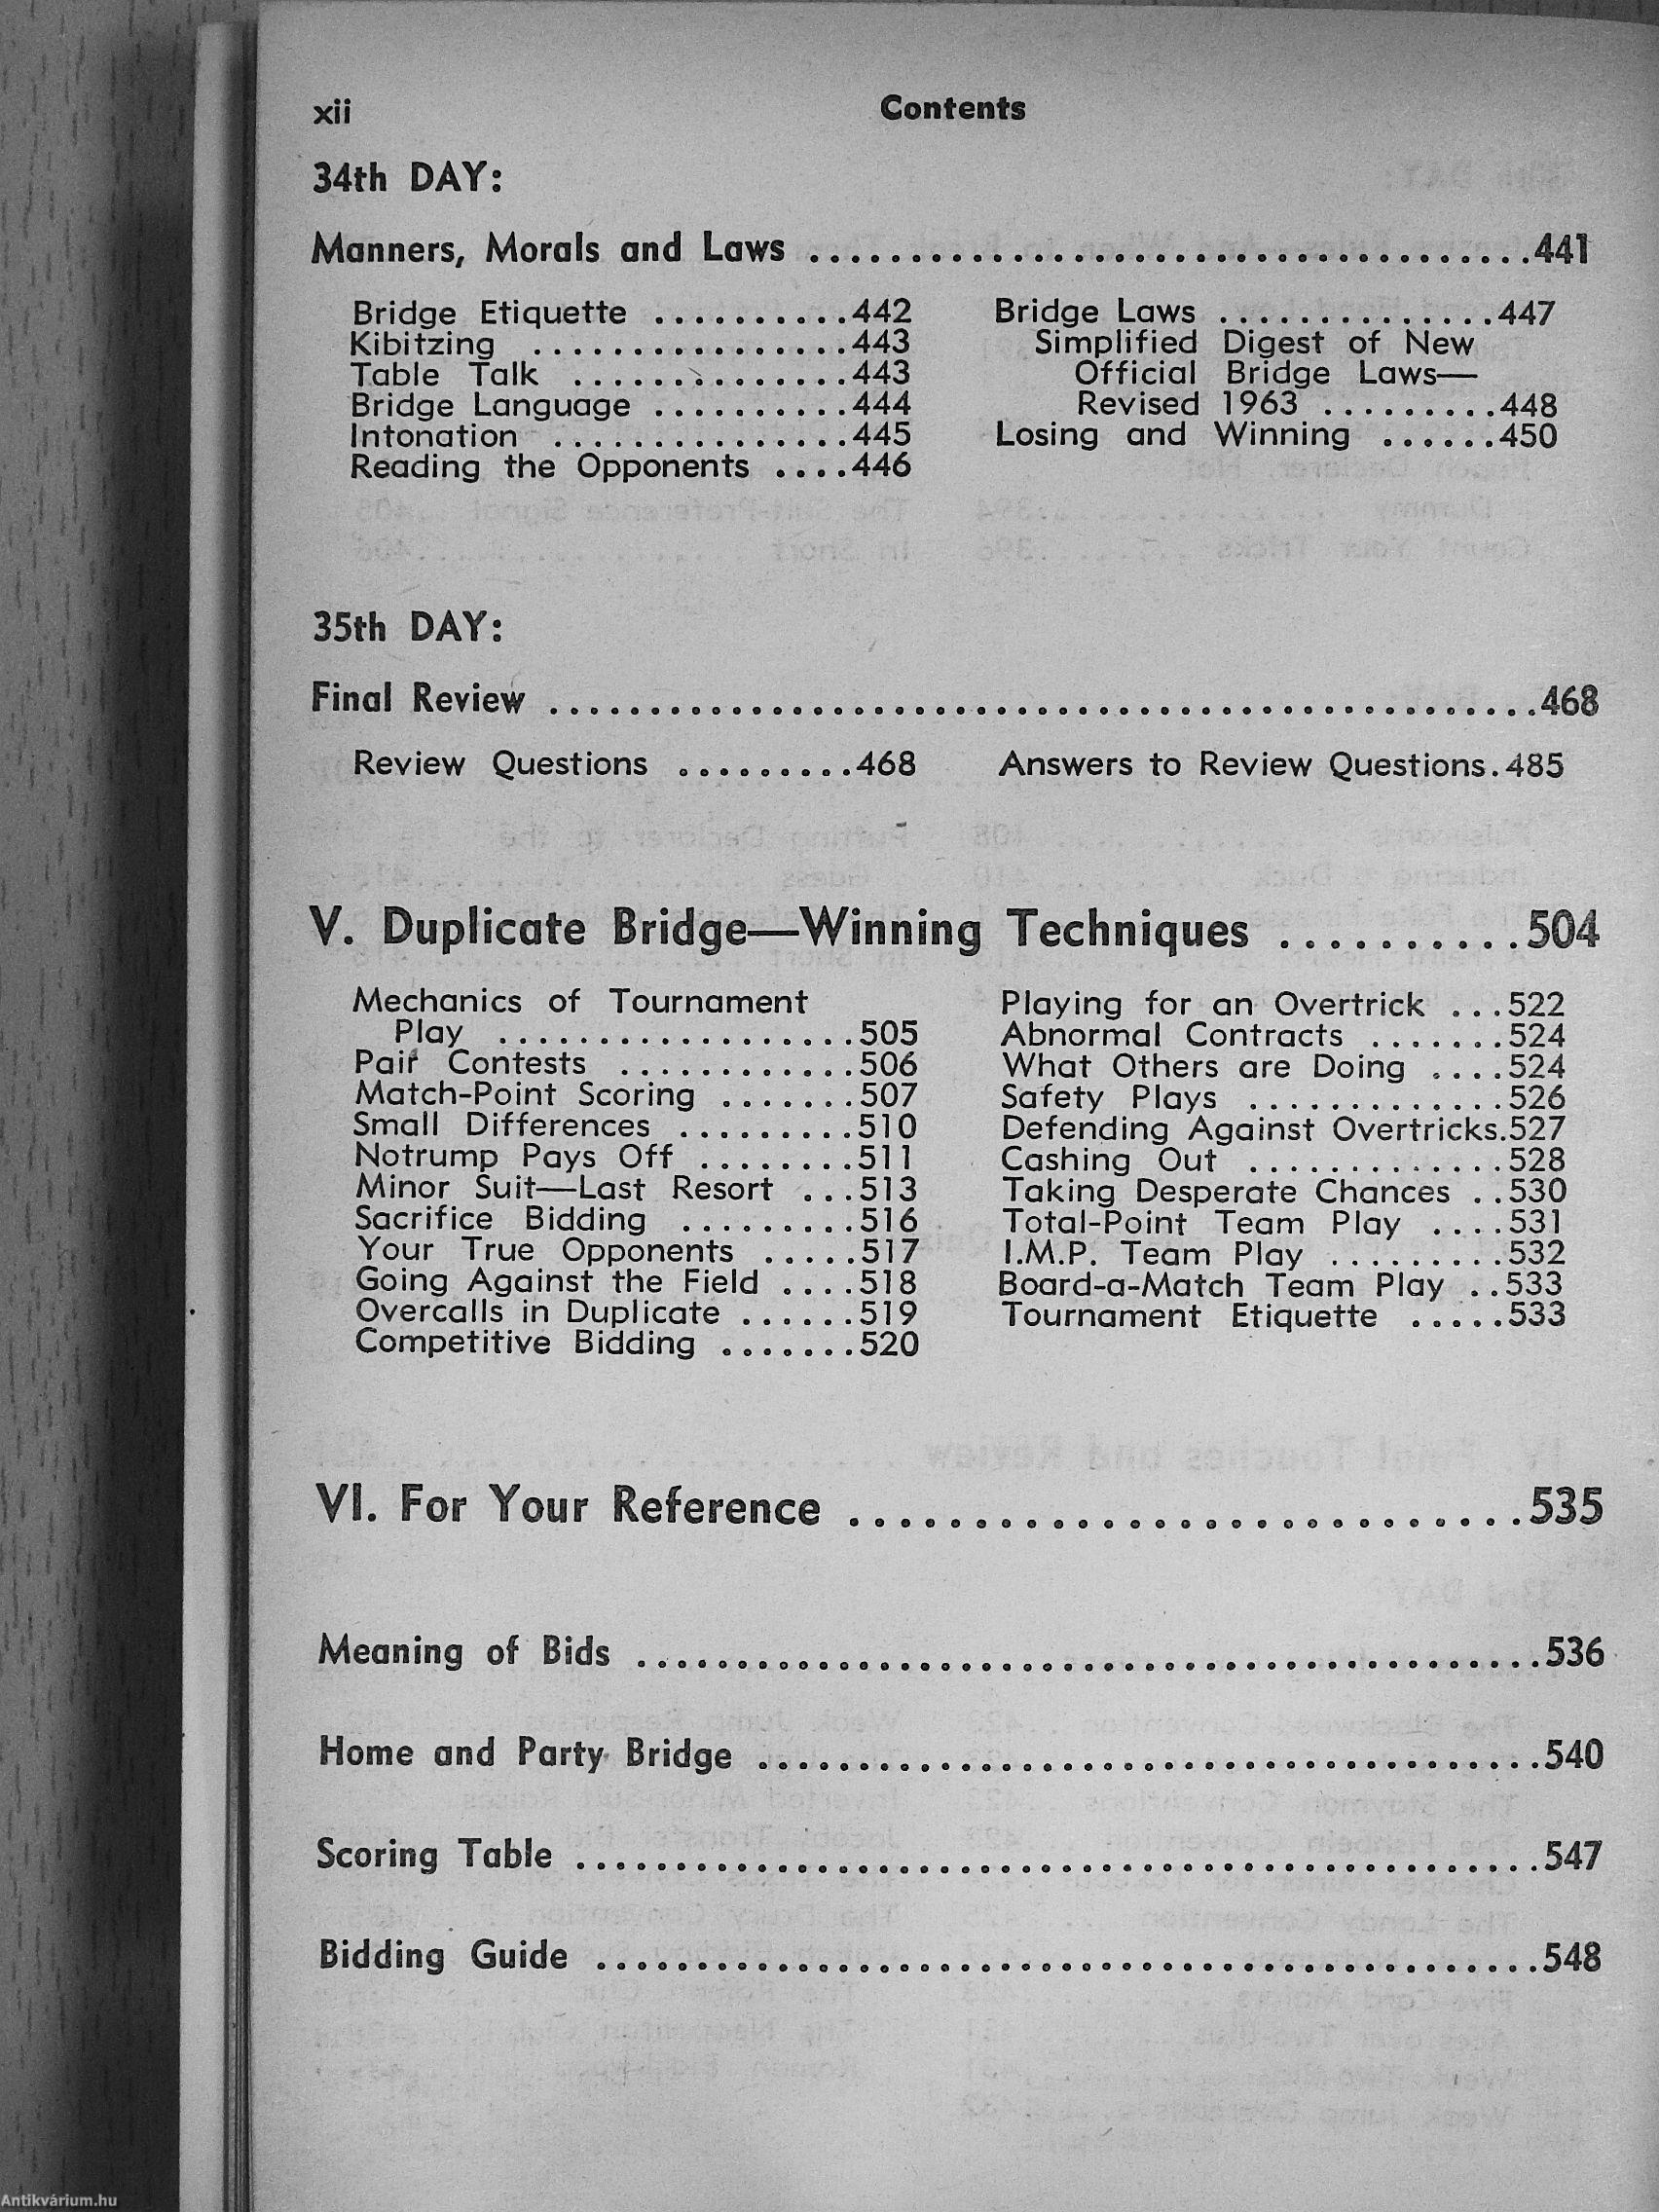 xii
Contents
34th DAY:
Manners, Morals and Laws ....................................441
Bridge Etiquette ..........442
Kibitzing ................443
Table Talk ..............443
Bridge Language ..........444
Intonation ...............445
Reading the Opponents ....446
Bridge Laws ..............447
Simplified Digest of New
Official Bridge Laws—
Revised 1963 .........448
Losing and Winning ......450
35th DAY:
Final Review .................................................468
Review Questions .........468
Answers to Review Questions.485
V. Duplicate Bridge—Winning Techniques ..........504
Mechanics of Tournament
Play ..................505
Pair Contests ............506
Match-Point Scoring .......507
Small Differences .........510
Notrump Pays Off ........511
Minor Suit—Last Resort ...513
Sacrifice Bidding .........516
Your True Opponents .....517
Going Against the Field ....518
Overcalls in Duplicate ......519
Competitive Bidding .......520
Playing for an Overtrick ...522
Abnormal Contracts .......524
What Others are Doing ....524
Safety Plays .............526
Defending Against Overtricks.527
Cashing Out .............528
Taking Desperate Chances ..530
Total-Point Team Play ....531
I.M.P. Team Play .........532
Board-a-Match Team Play ..533
Tournament Etiquette .....533
VI. For Your Reference ...........................535
Meaning of Bids .............................................536
Home and Party Bridge .......................................540
Scoring Table ................................................547
Bidding Guide ...............................................548
Antikvárium.hu